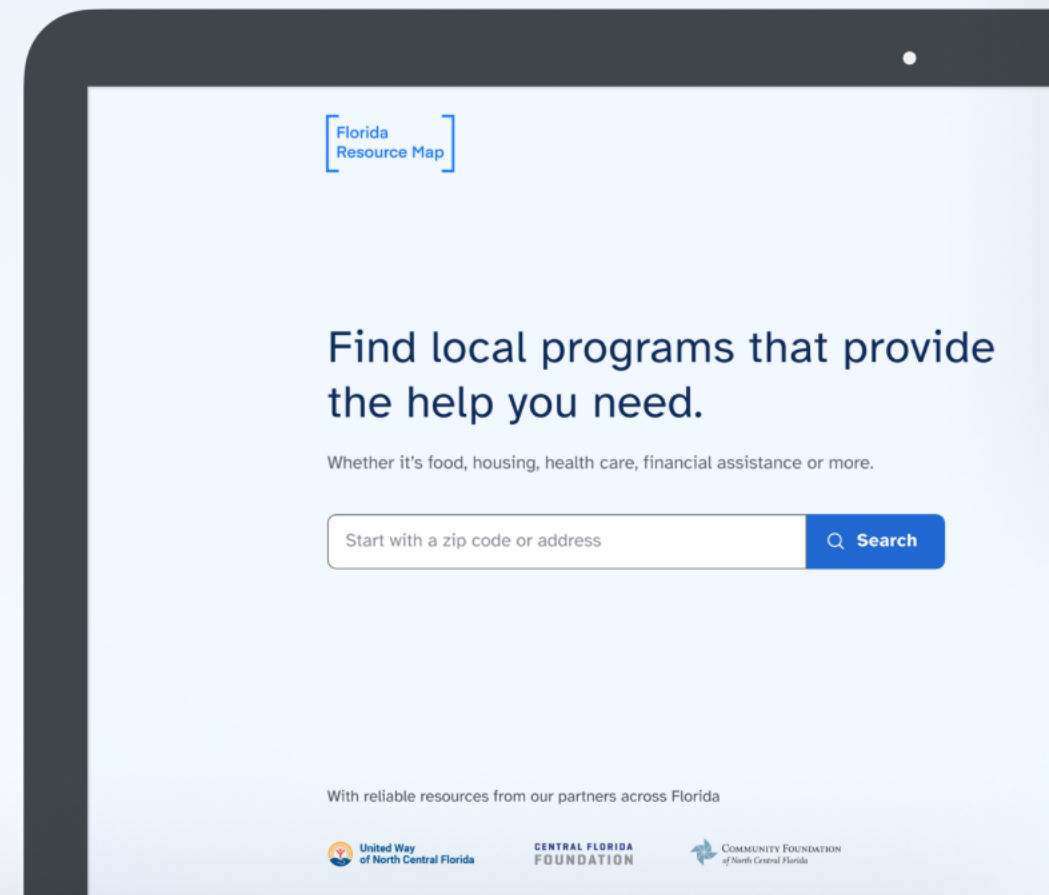 Florida
Resource Map
Find local programs that provide
the help you need.
Whether it's food, housing, health care, financial assistance or more.
Start with a zip code or address
Search
With reliable resources from our partners across Florida
United Way
of North Central Florida
CENTRAL FLORIDA
FOUNDATION
COMMUNITY FOUNDATION
of North Central Florida